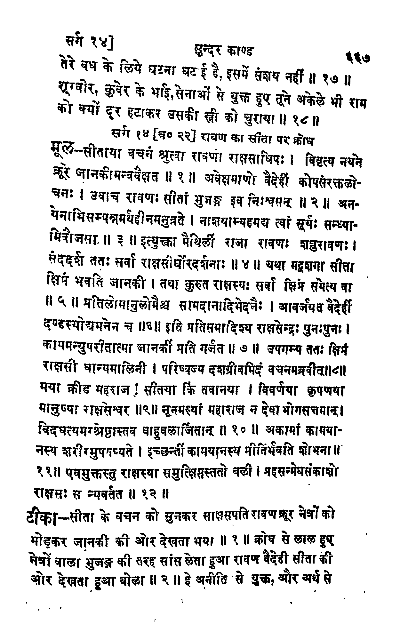 सर्ग १४] सुन्दर काण्ड ६६७
तेरे वध के लिये घटना घट ई है, इसमें संशय नहीं ॥ १७ ॥
शूरवीर, कुवेर के भाई, सेनाओं से युक्त हुए तूने अकेले भी राम
को क्यों दूर हटाकर उसकी स्त्री को चुराया ॥ १८ ॥
सर्ग १४ [व० २२] रावण का सीता पर क्रोध
मूल–सीताया वचनं श्रुत्वा रावणो राक्षसाधिपः । विवृत्य नयने
क्रूरे जानकीमन्ववैक्षत ॥ १ ॥ अवेक्षमाणो वैदेहीं कोपसंरक्तलो-
चनः । उवाच रावणः सीतां भुजङ्ग इव निःश्वसन् ॥ २ ॥ अन-
येनाभिसम्पन्नमर्थहीनमनुव्रते । नाशयाम्यहमद्य त्वां सूर्यः सन्ध्या-
मिवौजसा ॥ ३ ॥ इत्युक्त्वा मैथिलीं राजा रावणः शत्रुरावणः ।
संददर्श ततः सर्वा राक्षसीर्घोरदर्शनाः ॥ ४ ॥ यथा मद्वशगा सीता
क्षिप्रं भवति जानकी । तथा कुरुत राक्षस्यः सर्वा क्षिप्रं समेत्य वा
॥ ५ ॥ प्रतिलोमानुलोमैश्च सामदानादिभेदनैः । आवर्जयत वैदेहीं
दण्डस्योद्यमनेन च ॥६॥ इति प्रतिसमादिश्य राक्षसेन्द्रः पुनःपुनः ।
काममन्युपरीतात्मा जानकीं प्रति गर्जत ॥ ७ ॥ उपगम्य ततः क्षिप्रं
राक्षसी धान्यमालिनी । परिष्वज्य दशग्रीवमिदं वचनमब्रवीत् ॥८॥
मया क्रीड महाराज ! सीतया किं तवानया । विवर्णया कृपणया
मानुष्या राक्षसेश्वर ॥९॥ नूनमस्यां महाराज न देवा भोगसत्तमान् ।
विदधत्यमरश्रेष्ठास्तव बाहुबलार्जितान् ॥ १० ॥ अकामां कामया-
नस्य शरीरमुपतप्यते । इच्छन्तीं कामयानस्य प्रीतिर्भवति शोभना ॥
११॥ एवमुक्तस्तु राक्षस्या समुत्क्षिप्तस्ततो वली । प्रहसन्मेघसंकाशो
राक्षसः स न्यवर्तत ॥ १२ ॥
टीका–सीता के वचन को सुनकर राक्षसपति रावण क्रूर नेत्रों को
मोड़कर जानकी की ओर देखता भया ॥ १ ॥ क्रोध से लाल हुए
नेत्रों वाला भुजङ्ग की तरह सांस लेता हुआ रावण वैदेही सीता की
ओर देखता हुआ बोला ॥ २ ॥ हे अनीति से युक्त, और अर्थ से